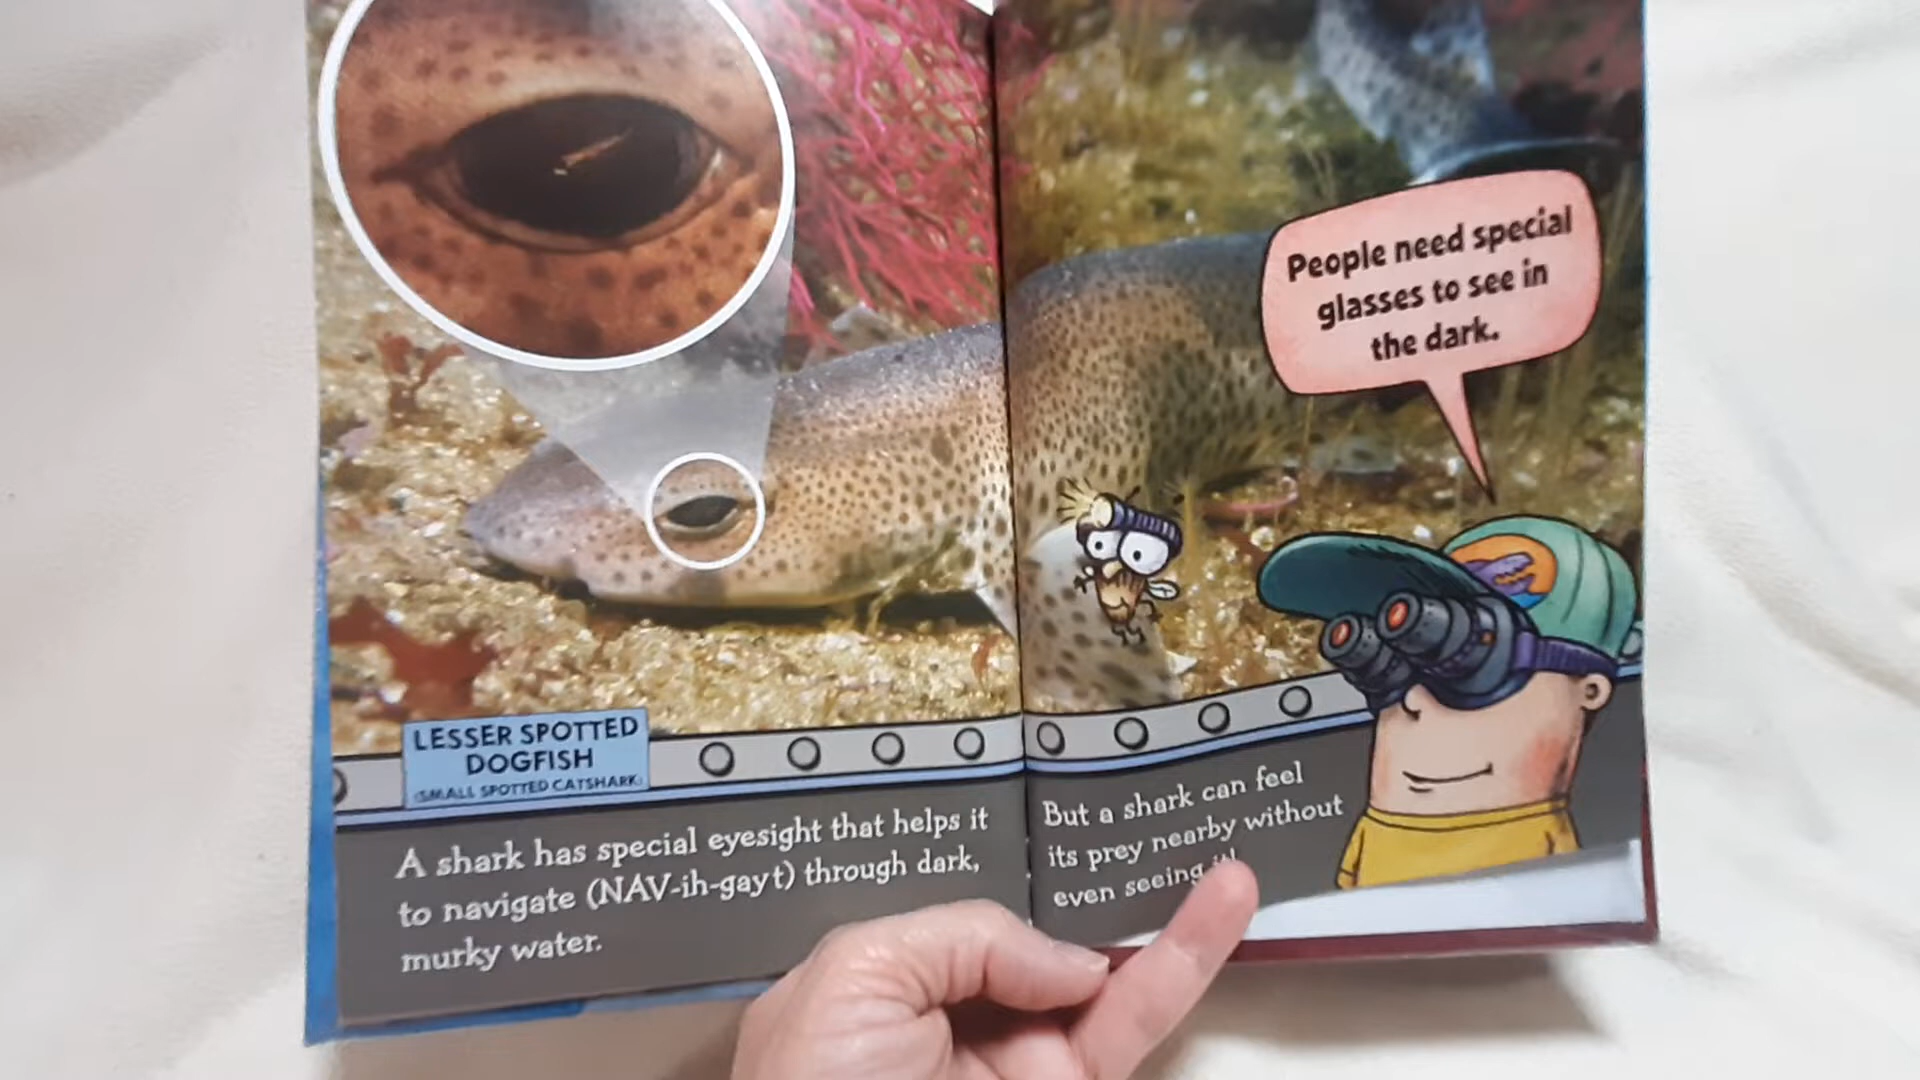 LESSER SPOTTED
DOGFISH
(SMALL SPOTTED CATSHARK)
A shark has special eyesight that helps it
to navigate (NAV-ih-gayt) through dark,
murky water.
People need special
glasses to see in
the dark.
But a shark can feel
its prey nearby without
even seeing it!